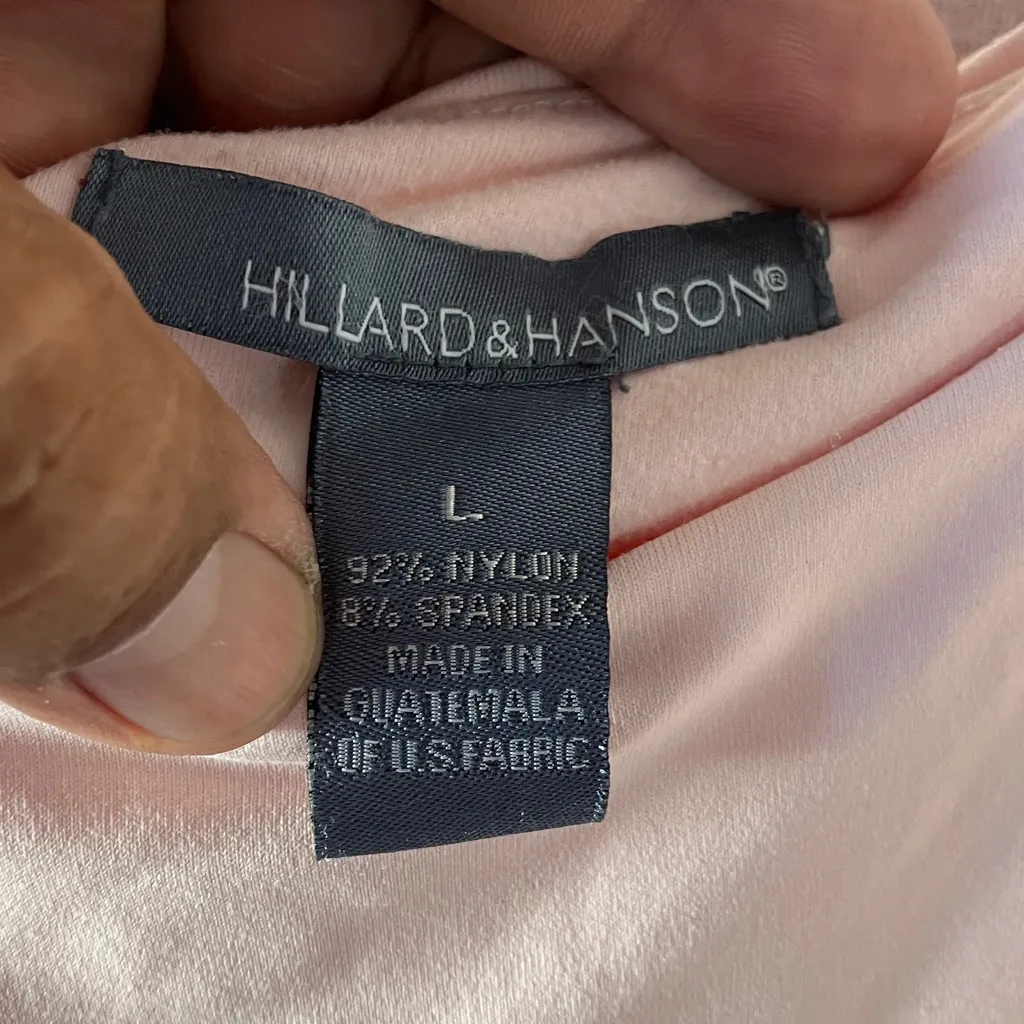 HILLARD&HANSON®
L
92% NYLON
8% SPANDEX
MADE IN
GUATEMALA
OF U.S.FABRIC